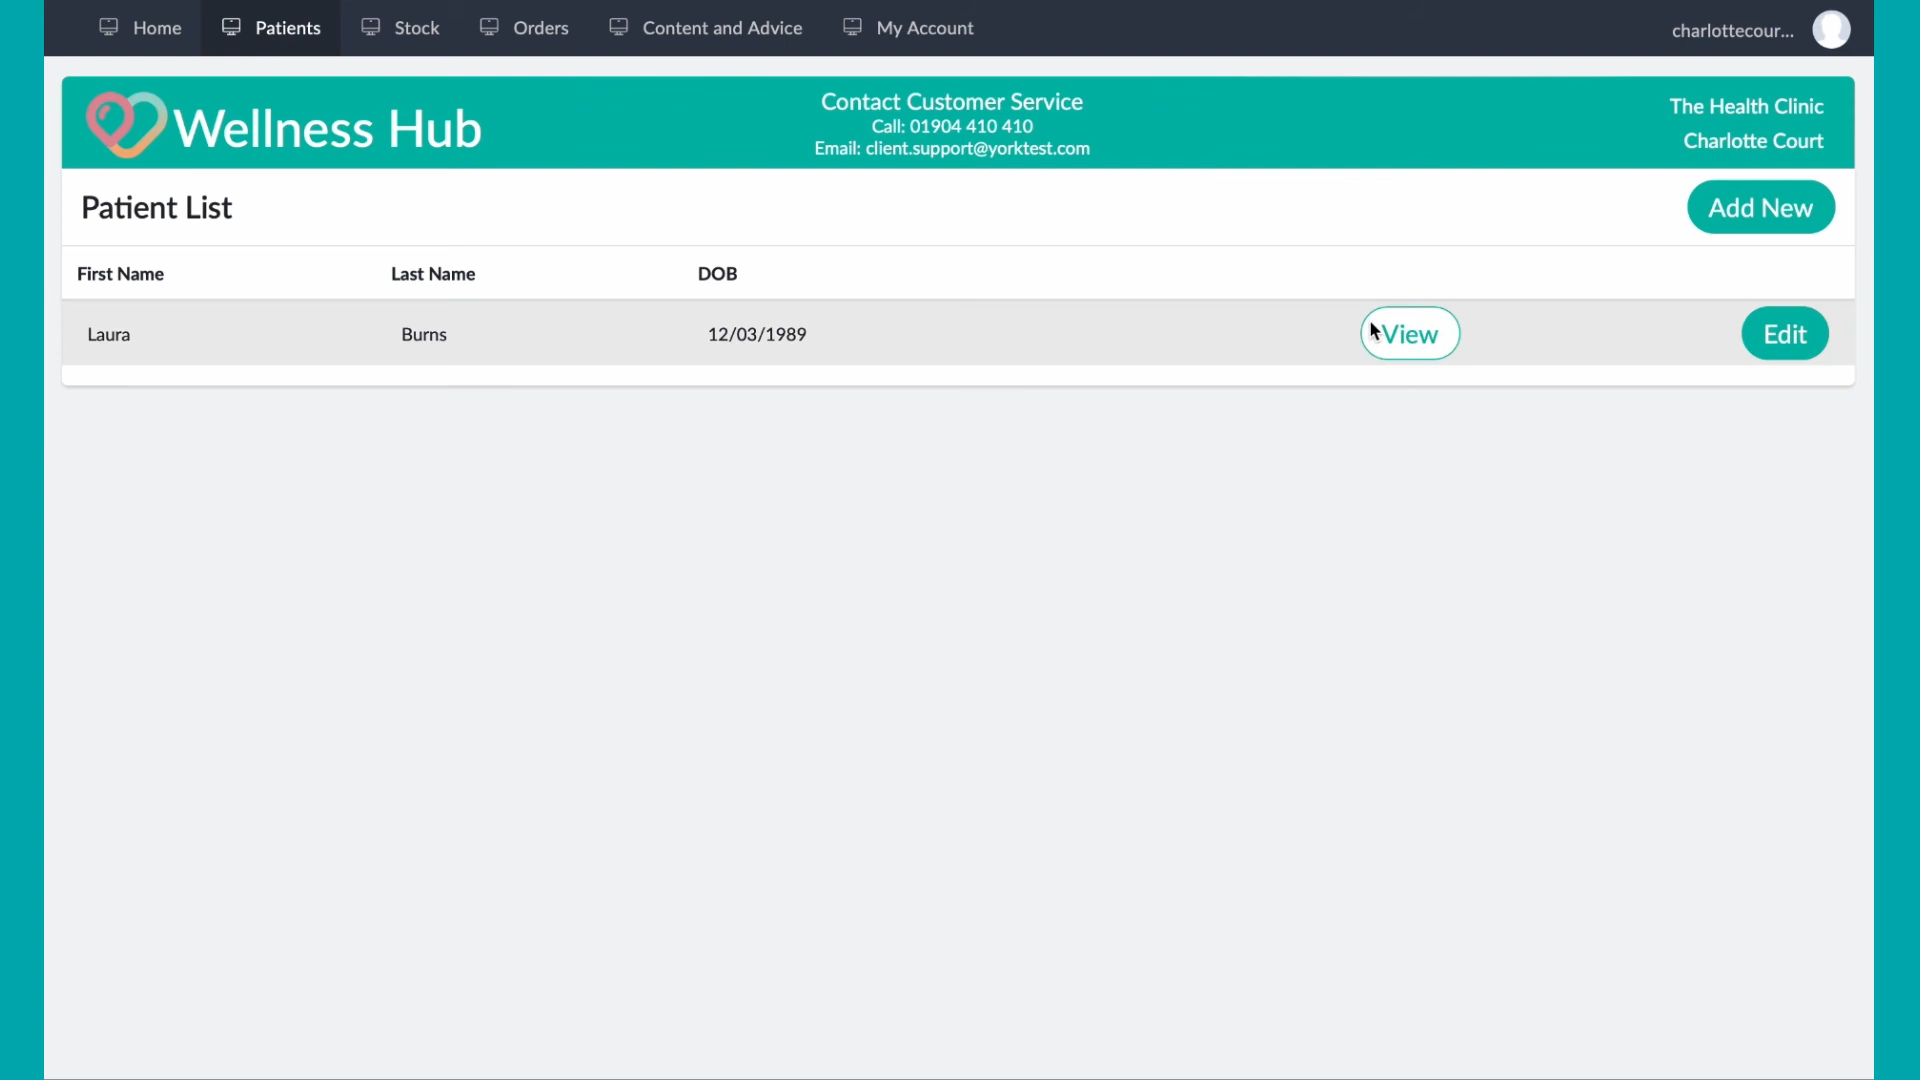 Home Patients Stock Orders Content and Advice My Account charlottecour...
Wellness Hub
Contact Customer Service
Call: 01904 410 410
Email: client.support@yorktest.com
The Health Clinic
Charlotte Court
Patient List Add New
First Name Last Name DOB
Laura Burns 12/03/1989 View Edit